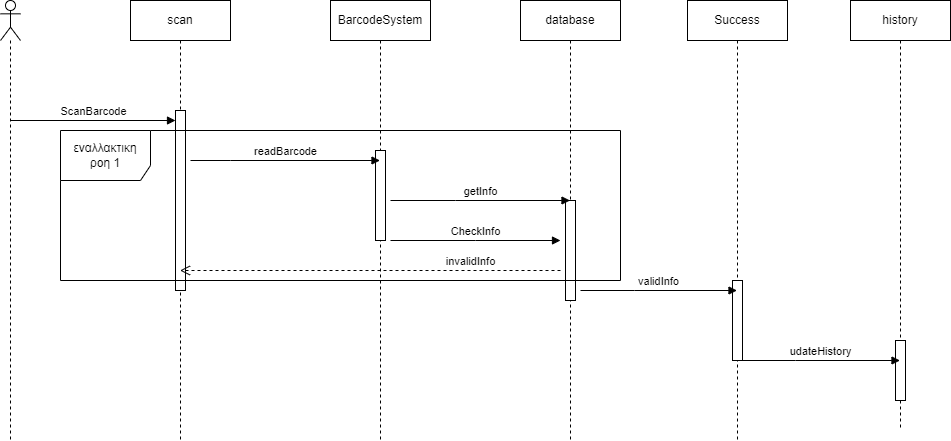 scan
BarcodeSystem
database
Success
history
ScanBarcode
εναλλακτικη
ροη 1
readBarcode
getInfo
CheckInfo
invalidInfo
validInfo
udateHistory